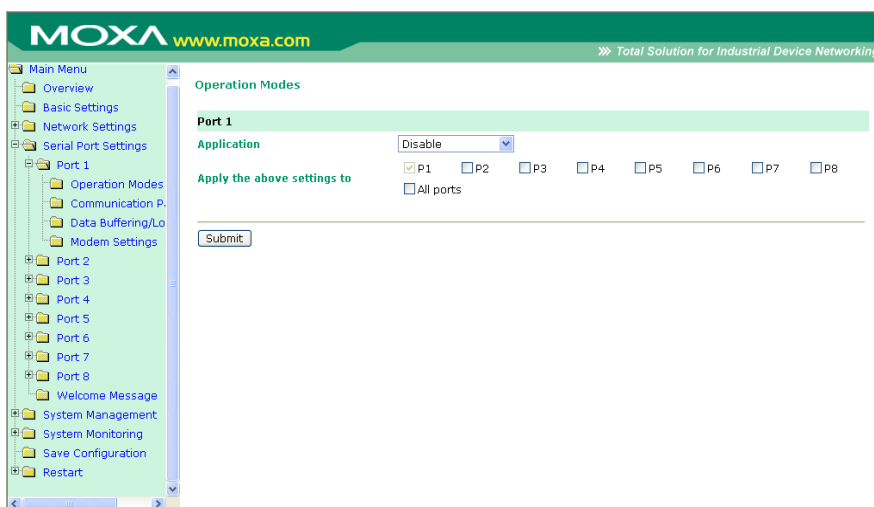 MOXA www.moxa.com
Total Solution for Industrial Device Networking
Main Menu
Overview
Basic Settings
Network Settings
Serial Port Settings
Port 1
Operation Modes
Communication P
Data Buffering/Lo
Modem Settings
Port 2
Port 3
Port 4
Port 5
Port 6
Port 7
Port 8
Welcome Message
System Management
System Monitoring
Save Configuration
Restart
Operation Modes
Port 1
Application Disable
Apply the above settings to P1 P2 P3 P4 P5 P6 P7 P8
All ports
Submit